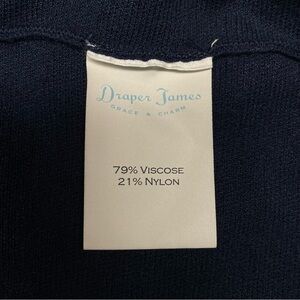 Draper James
GRACE & CHARM
79% VISCOSE
21% NYLON